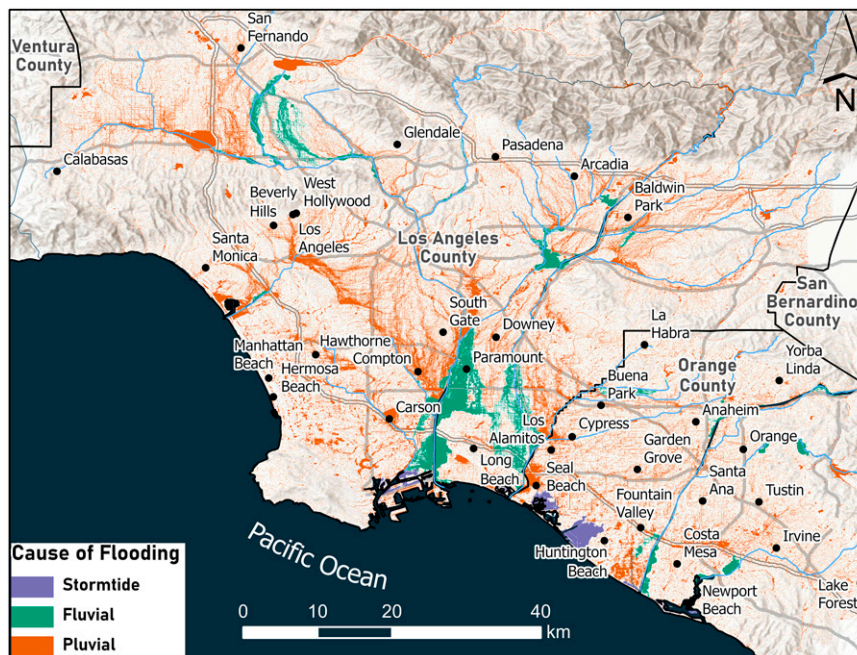 San
Fernando
Ventura
County
N
Glendale
Pasadena
Calabasas
Arcadia
Baldwin
Park
West
Hollywood
Beverly
Hills
Los
Angeles
Los Angeles
County
Santa
Monica
San
Bernardino
County
South
Gate
La
Habra
Downey
Hawthorne
Manhattan
Beach
Compton
Paramount
Hermosa
Beach
Orange
County
Yorba
Linda
Buena
Park
Carson
Los
Alamitos
Cypress
Anaheim
Garden
Grove
Orange
Long
Beach
Seal
Beach
Santa
Ana
Tustin
Fountain
Valley
Pacific Ocean
Huntington
Beach
Costa
Mesa
Irvine
Newport
Beach
Lake
Forest
Cause of Flooding
Stormtide
Fluvial
Pluvial
0 10 20 40
km